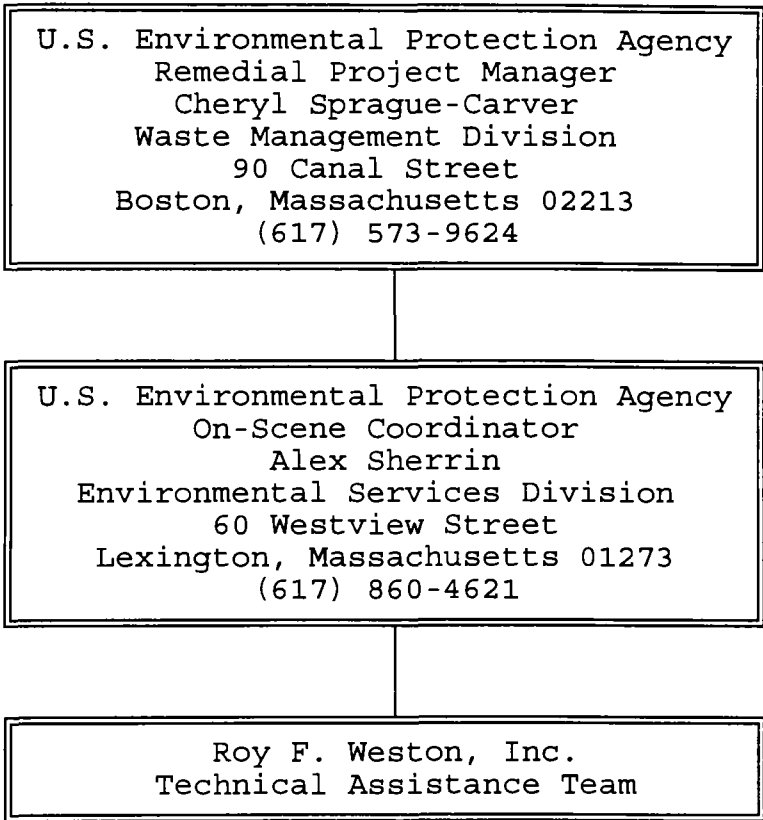 U.S. Environmental Protection Agency
Remedial Project Manager
Cheryl Sprague-Carver
Waste Management Division
90 Canal Street
Boston, Massachusetts 02213
(617) 573-9624
U.S. Environmental Protection Agency
On-Scene Coordinator
Alex Sherrin
Environmental Services Division
60 Westview Street
Lexington, Massachusetts 01273
(617) 860-4621
Roy F. Weston, Inc.
Technical Assistance Team